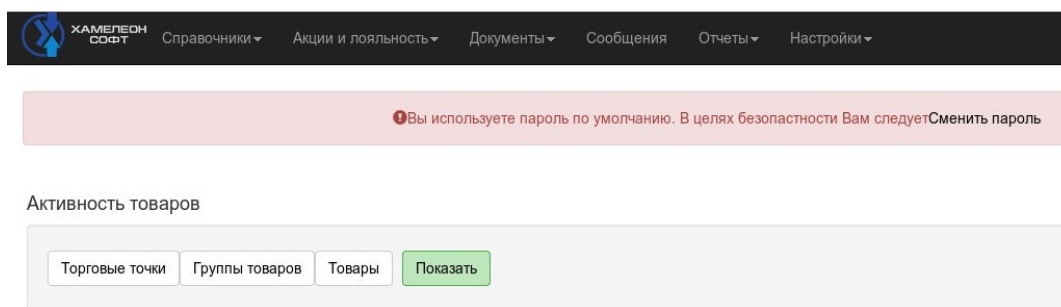 ХАМЕЛЕОН
СОФТ
Справочники Акции и лояльность Документы Сообщения Отчеты Настройки
Вы используете пароль по умолчанию. В целях безопастности Вам следуетСменить пароль
Активность товаров
Торговые точки Группы товаров Товары Показать